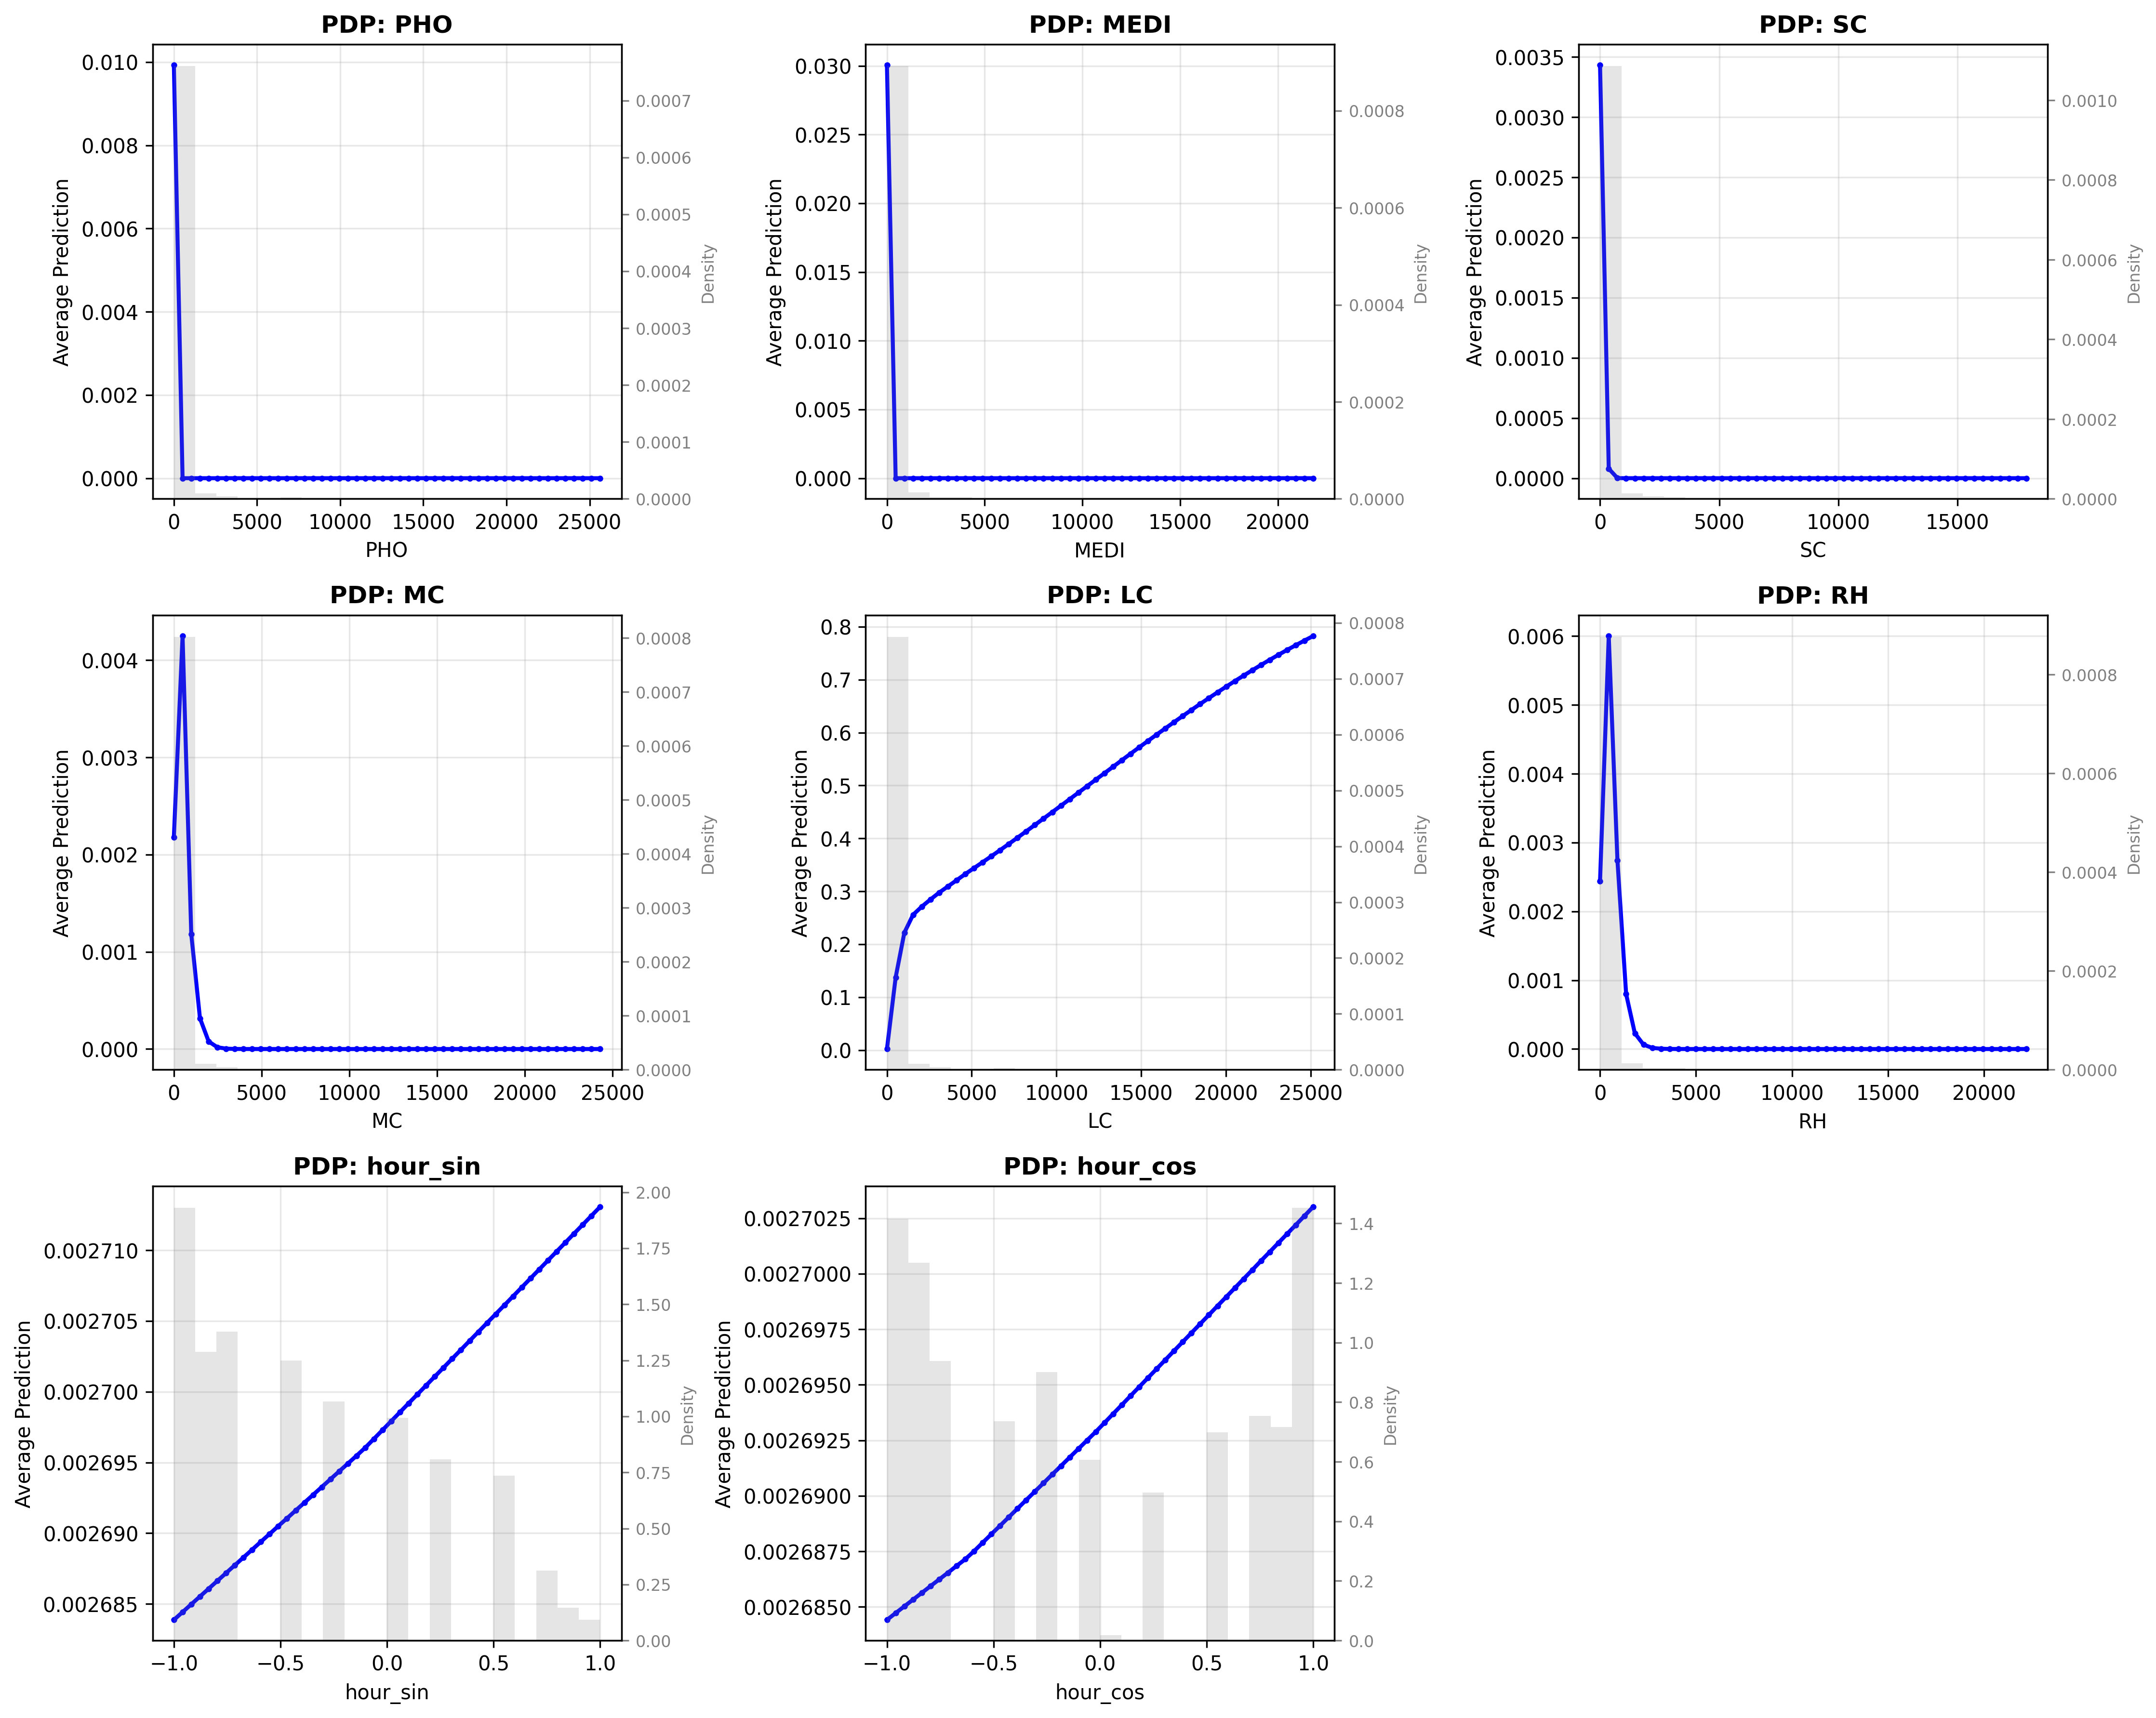 PDP: PHO
0.010
0.008
0.006
0.004
0.002
0.000
Average Prediction
0.0007
0.0006
0.0005
0.0004
0.0003
0.0002
0.0001
0.0000
Density
0 5000 10000 15000 20000 25000
PHO
PDP: MEDI
0.030
0.025
0.020
0.015
0.010
0.005
0.000
Average Prediction
0.0008
0.0006
0.0004
0.0002
0.0000
Density
0 5000 10000 15000 20000
MEDI
PDP: SC
0.0035
0.0030
0.0025
0.0020
0.0015
0.0010
0.0005
0.0000
Average Prediction
0.0010
0.0008
0.0006
0.0004
0.0002
0.0000
Density
0 5000 10000 15000
SC
PDP: MC
0.004
0.003
0.002
0.001
0.000
Average Prediction
0.0008
0.0007
0.0006
0.0005
0.0004
0.0003
0.0002
0.0001
0.0000
Density
0 5000 10000 15000 20000 25000
MC
PDP: LC
0.8
0.7
0.6
0.5
0.4
0.3
0.2
0.1
0.0
Average Prediction
0.0008
0.0007
0.0006
0.0005
0.0004
0.0003
0.0002
0.0001
0.0000
Density
0 5000 10000 15000 20000 25000
LC
PDP: RH
0.006
0.005
0.004
0.003
0.002
0.001
0.000
Average Prediction
0.0008
0.0006
0.0004
0.0002
0.0000
Density
0 5000 10000 15000 20000
RH
PDP: hour_sin
0.002710
0.002705
0.002700
0.002695
0.002690
0.002685
Average Prediction
2.00
1.75
1.50
1.25
1.00
0.75
0.50
0.25
0.00
Density
−1.0 −0.5 0.0 0.5 1.0
hour_sin
PDP: hour_cos
0.0027025
0.0027000
0.0026975
0.0026950
0.0026925
0.0026900
0.0026875
0.0026850
Average Prediction
1.4
1.2
1.0
0.8
0.6
0.4
0.2
0.0
Density
−1.0 −0.5 0.0 0.5 1.0
hour_cos